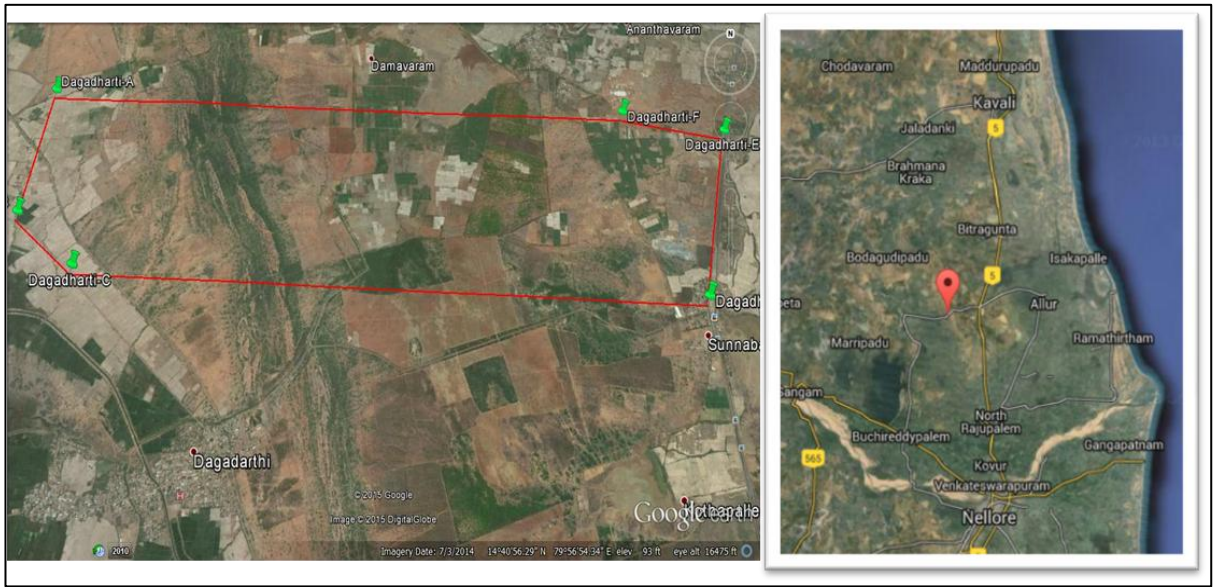 Ananthavaram
N
Damavaram
Dagadharti-A
Dagadharti-F
Dagadharti-E
Dagadharti-C
Dagadh
Sunnaba
Dagadarthi
H
© 2015 Google
Image © 2015 DigitalGlobe
Google earth
2010
Imagery Date: 7/3/2014 14°40'56.29" N 79°56'54.34" E elev 93 ft eye alt 16475 ft
Chodavaram
Maddurupadu
Kavali
5
Jaladanki
Brahmana
Kraka
Bitragunta
Bodagudipadu
Isakapalle
5
Allur
Marripadu
Ramathirtham
Sangam
North
Rajupalem
Buchireddypalem
Gangapatnam
565
Kovur
Venkateswarapuram
Nellore